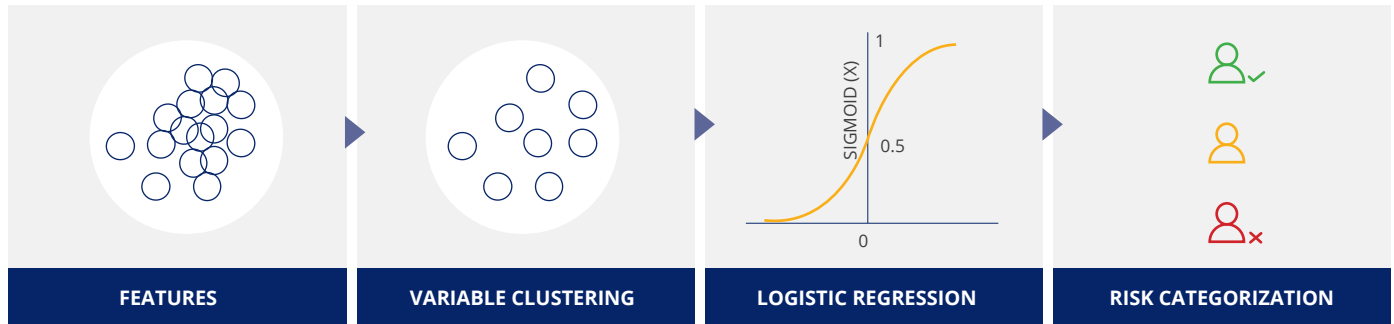 FEATURES
VARIABLE CLUSTERING
SIGMOID (X)
1
0.5
0
LOGISTIC REGRESSION
RISK CATEGORIZATION